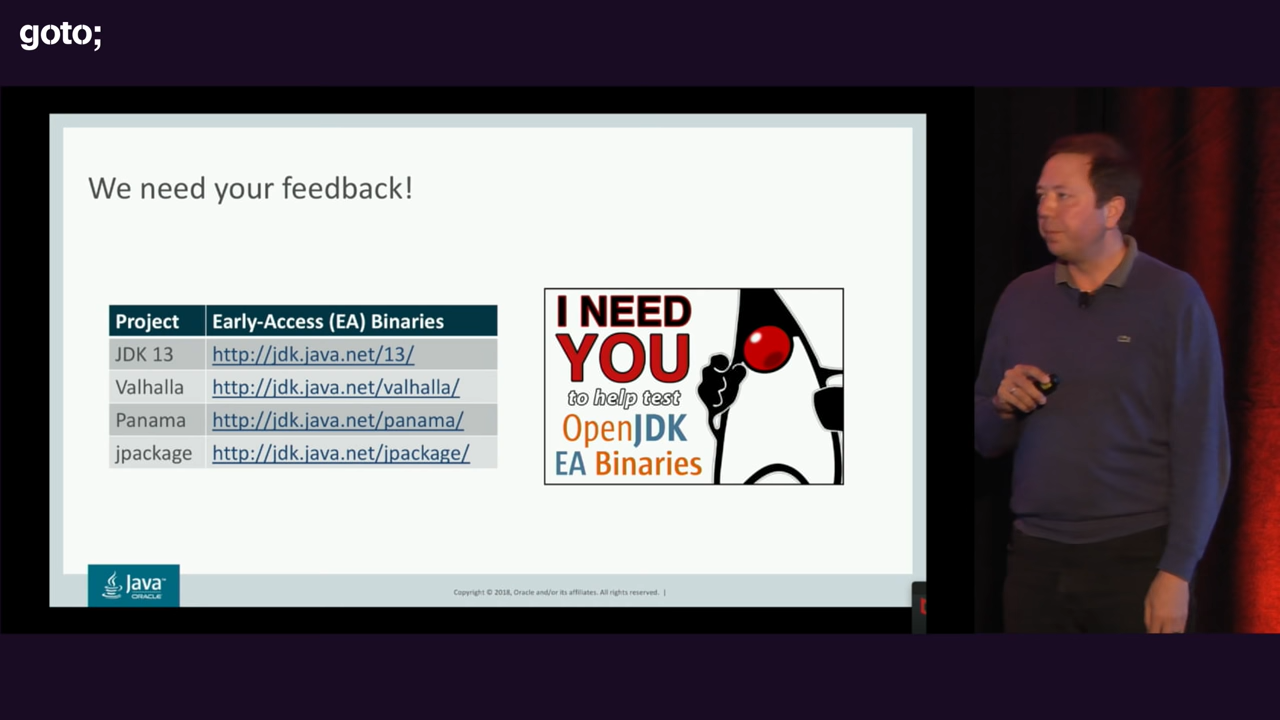 goto;
We need your feedback!
Project Early-Access (EA) Binaries
JDK 13 http://jdk.java.net/13/
Valhalla http://jdk.java.net/valhalla/
Panama http://jdk.java.net/panama/
jpackage http://jdk.java.net/jpackage/
I NEED
YOU
to help test
OpenJDK
EA Binaries
Java™
ORACLE
Copyright © 2018, Oracle and/or its affiliates. All rights reserved. |